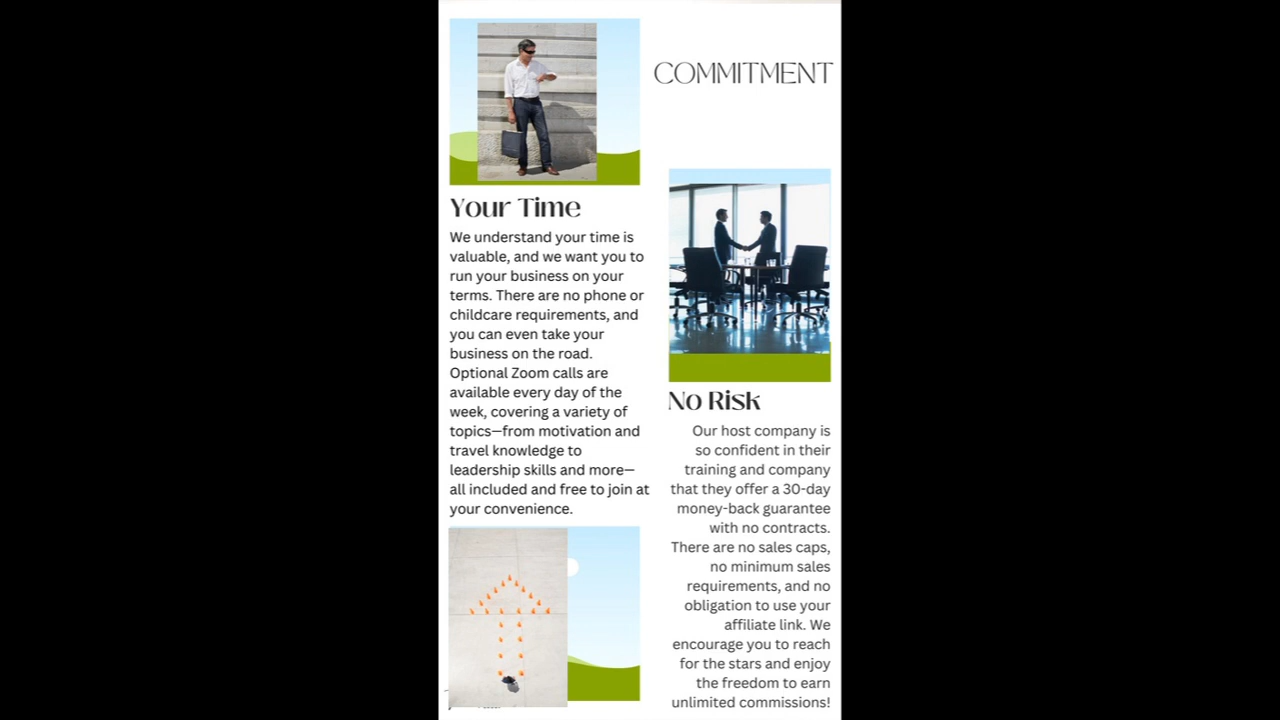 COMMITMENT
Your Time
We understand your time is
valuable, and we want you to
run your business on your
terms. There are no phone or
childcare requirements, and
you can even take your
business on the road.
Optional Zoom calls are
available every day of the
week, covering a variety of
topics—from motivation and
travel knowledge to
leadership skills and more—
all included and free to join at
your convenience.
No Risk
Our host company is
so confident in their
training and company
that they offer a 30-day
money-back guarantee
with no contracts.
There are no sales caps,
no minimum sales
requirements, and no
obligation to use your
affiliate link. We
encourage you to reach
for the stars and enjoy
the freedom to earn
unlimited commissions!